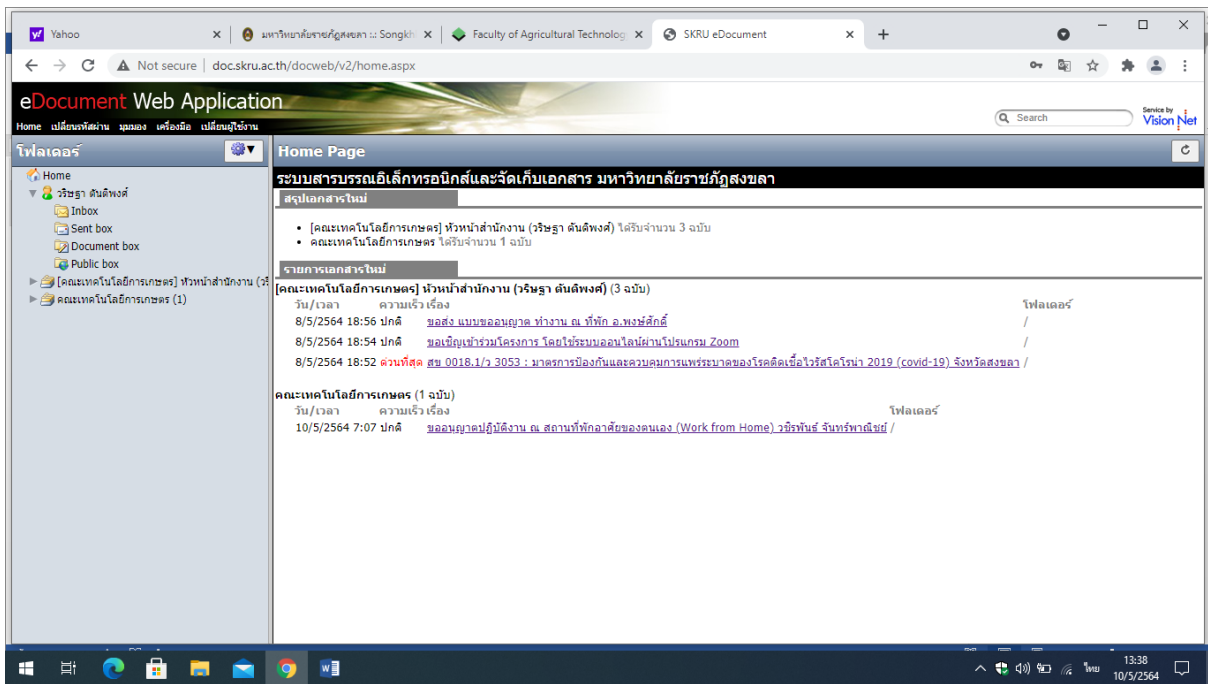 Yahoo
มหาวิทยาลัยราชภัฏสงขลา ::: Songkh
Faculty of Agricultural Technolog
SKRU eDocument
Not secure | doc.skru.ac.th/docweb/v2/home.aspx
eDocument Web Application
Home เปลี่ยนรหัสผ่าน มุมมอง เครื่องมือ เปลี่ยนผู้ใช้งาน
Search
Service by
Vision Net
โฟลเดอร์
Home
วริษฐา ตันติพงศ์
Inbox
Sent box
Document box
Public box
[คณะเทคโนโลยีการเกษตร] หัวหน้าสำนักงาน (วริ
คณะเทคโนโลยีการเกษตร (1)
Home Page
ระบบสารบรรณอิเล็กทรอนิกส์และจัดเก็บเอกสาร มหาวิทยาลัยราชภัฏสงขลา
สรุปเอกสารใหม่
• [คณะเทคโนโลยีการเกษตร] หัวหน้าสำนักงาน (วริษฐา ตันติพงศ์) ได้รับจำนวน 3 ฉบับ
• คณะเทคโนโลยีการเกษตร ได้รับจำนวน 1 ฉบับ
รายการเอกสารใหม่
[คณะเทคโนโลยีการเกษตร] หัวหน้าสำนักงาน (วริษฐา ตันติพงศ์) (3 ฉบับ)
วัน/เวลา ความเร็ว เรื่อง โฟลเดอร์
8/5/2564 18:56 ปกติ ขอส่ง แบบขออนุญาต ทำงาน ณ ที่พัก อ.พงษ์ศักดิ์ /
8/5/2564 18:54 ปกติ ขอเชิญเข้าร่วมโครงการ โดยใช้ระบบออนไลน์ผ่านโปรแกรม Zoom /
8/5/2564 18:52 ด่วนที่สุด สข 0018.1/ว 3053 : มาตรการป้องกันและควบคุมการแพร่ระบาดของโรคติดเชื้อไวรัสโคโรน่า 2019 (covid-19) จังหวัดสงขลา /
คณะเทคโนโลยีการเกษตร (1 ฉบับ)
วัน/เวลา ความเร็ว เรื่อง โฟลเดอร์
10/5/2564 7:07 ปกติ ขออนุญาตปฏิบัติงาน ณ สถานที่พักอาศัยของตนเอง (Work from Home) วชิรพันธ์ จันทร์พาณิชย์ /
ไทย
13:38
10/5/2564